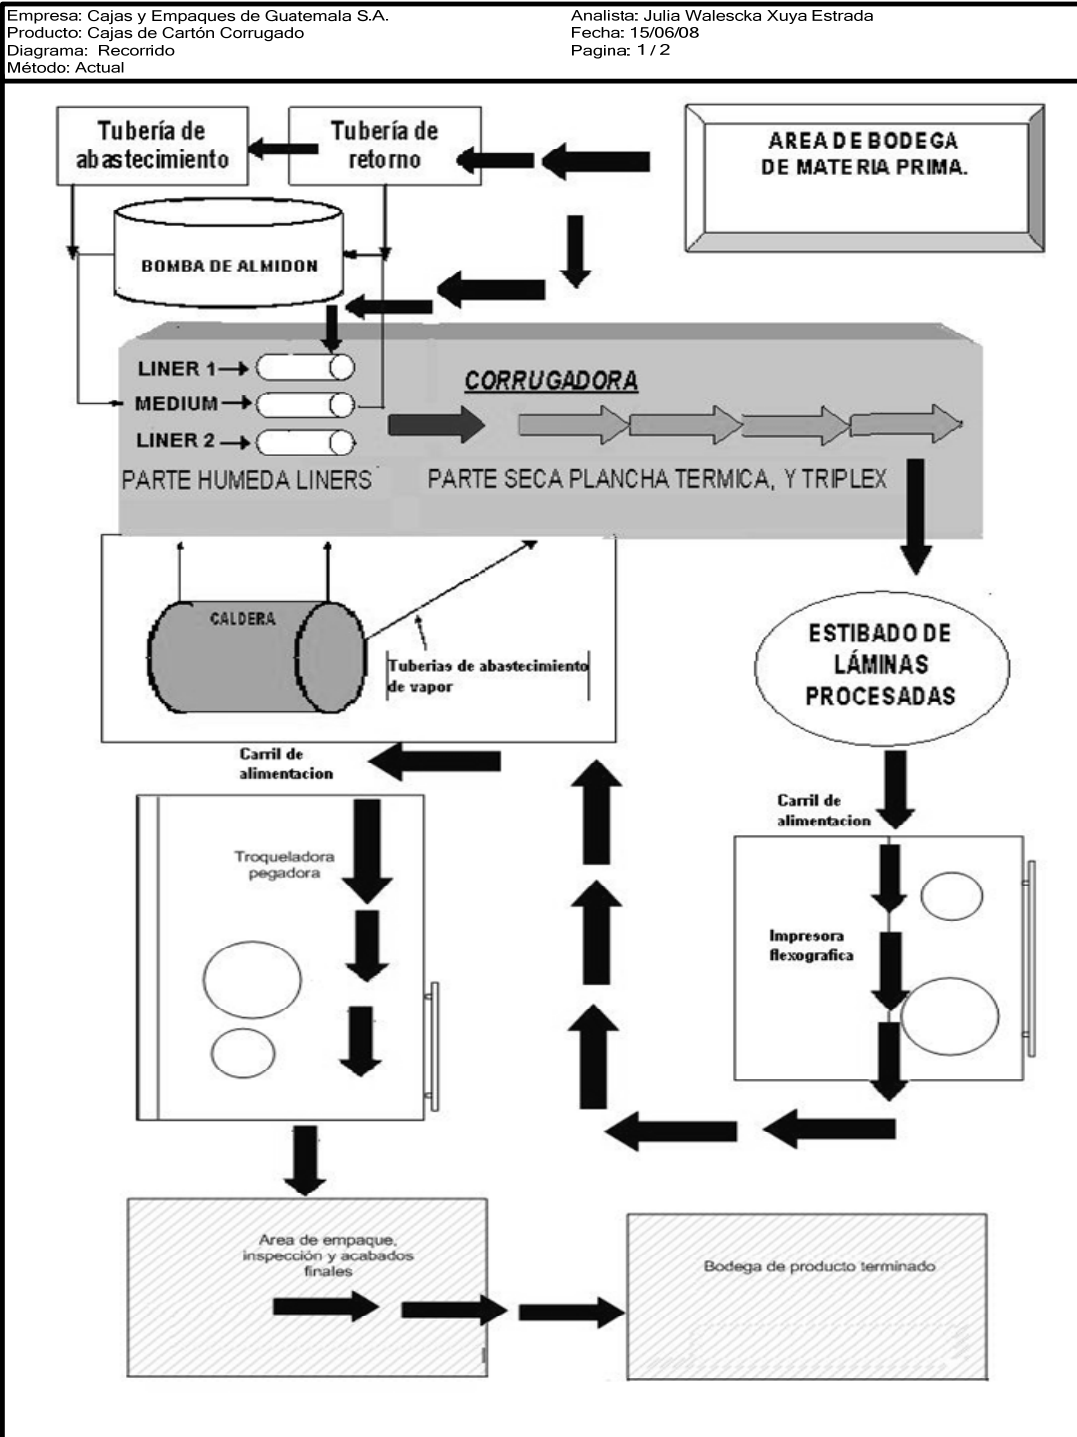 Empresa: Cajas y Empaques de Guatemala S.A.
Producto: Cajas de Cartón Corrugado
Diagrama: Recorrido
Método: Actual
Analista: Julia Walescka Xuya Estrada
Fecha: 15/06/08
Pagina: 1 / 2
Tubería de
abastecimiento
Tubería de
retorno
AREA DE BODEGA
DE MATERIA PRIMA.
BOMBA DE ALMIDON
LINER 1
MEDIUM
LINER 2
CORRUGADORA
PARTE HUMEDA LINERS
PARTE SECA PLANCHA TERMICA, Y TRIPLEX
CALDERA
Tuberias de abastecimiento
de vapor
ESTIBADO DE
LÁMINAS
PROCESADAS
Carril de
alimentacion
Carril de
alimentacion
Troqueladora
pegadora
Impresora
flexografica
Area de empaque,
inspección y acabados
finales
Bodega de producto terminado